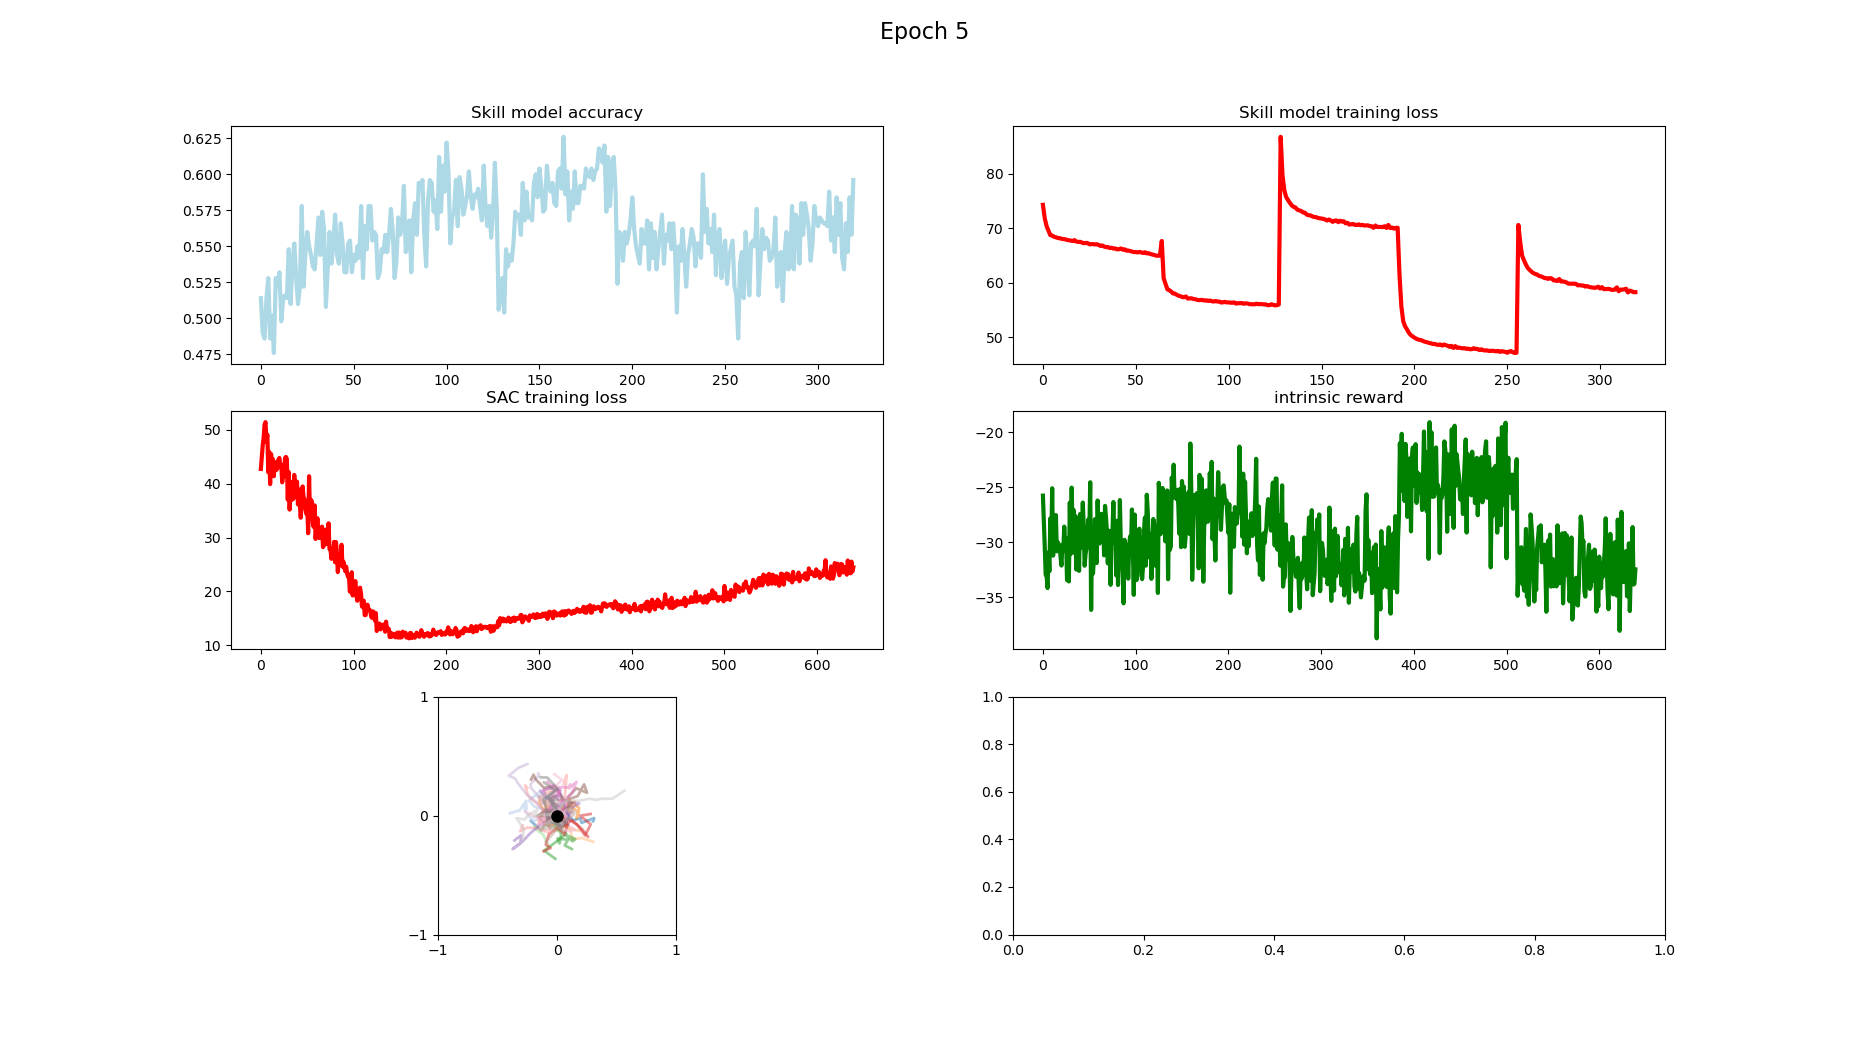 Epoch 5
Skill model accuracy
0.625
0.600
0.575
0.550
0.525
0.500
0.475
0 50 100 150 200 250 300
Skill model training loss
80
70
60
50
0 50 100 150 200 250 300
SAC training loss
50
40
30
20
10
0 100 200 300 400 500 600
intrinsic reward
−20
−25
−30
−35
0 100 200 300 400 500 600
1
0
−1
−1 0 1
1.0
0.8
0.6
0.4
0.2
0.0
0.0 0.2 0.4 0.6 0.8 1.0